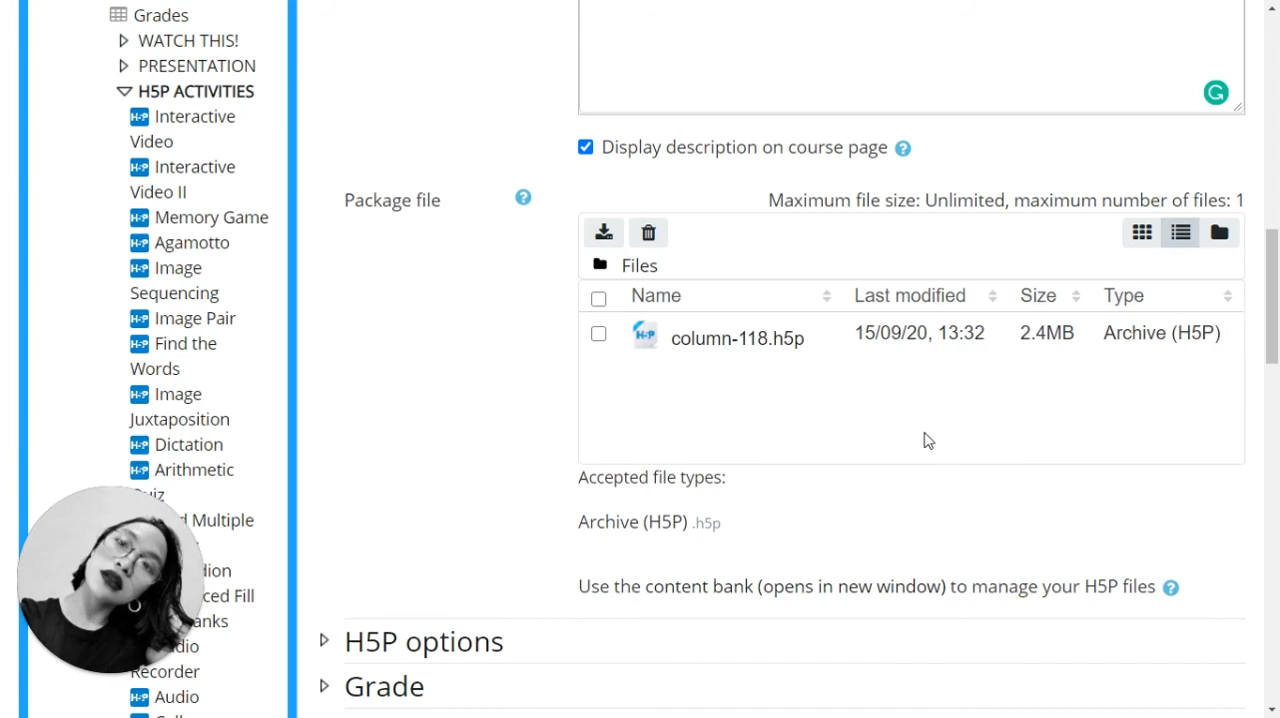 Grades
WATCH THIS!
PRESENTATION
H5P ACTIVITIES
H-P Interactive
Video
H-P Interactive
Video II
H-P Memory Game
H-P Agamotto
H-P Image
Sequencing
H-P Image Pair
H-P Find the
Words
H-P Image
Juxtaposition
H-P Dictation
H-P Arithmetic
Multiple
Recorder
H-P Audio
Display description on course page ?
Package file ?
Maximum file size: Unlimited, maximum number of files: 1
Files
Name Last modified Size Type
H-P column-118.h5p 15/09/20, 13:32 2.4MB Archive (H5P)
Accepted file types:
Archive (H5P) .h5p
Use the content bank (opens in new window) to manage your H5P files ?
H5P options
Grade